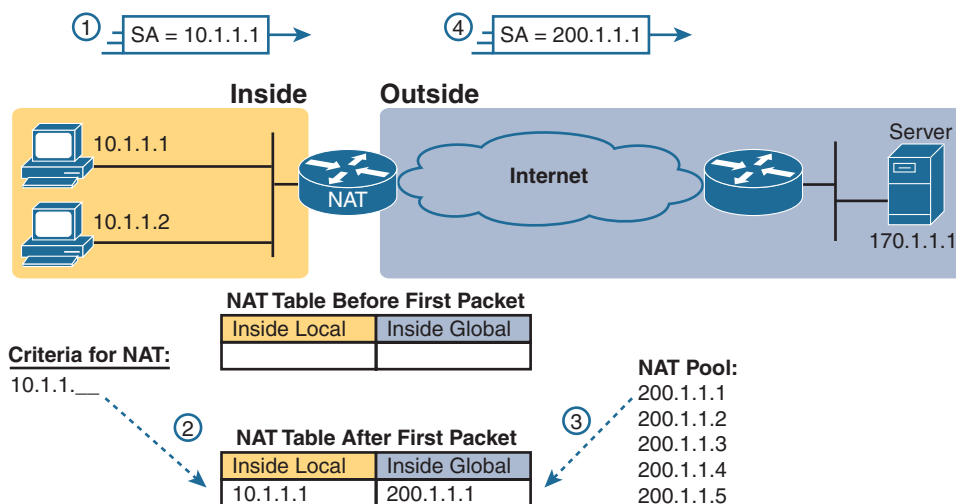 1 SA = 10.1.1.1
4 SA = 200.1.1.1
Inside Outside
10.1.1.1
10.1.1.2
NAT
Internet
Server
170.1.1.1
NAT Table Before First Packet
Inside Local Inside Global
Criteria for NAT:
10.1.1.__
2
NAT Table After First Packet
Inside Local Inside Global
10.1.1.1 200.1.1.1
3
NAT Pool:
200.1.1.1
200.1.1.2
200.1.1.3
200.1.1.4
200.1.1.5